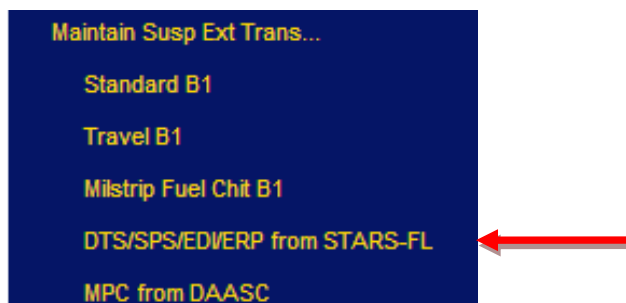 Maintain Susp Ext Trans...
Standard B1
Travel B1
Milstrip Fuel Chit B1
DTS/SPS/EDI/ERP from STARS-FL
MPC from DAASC